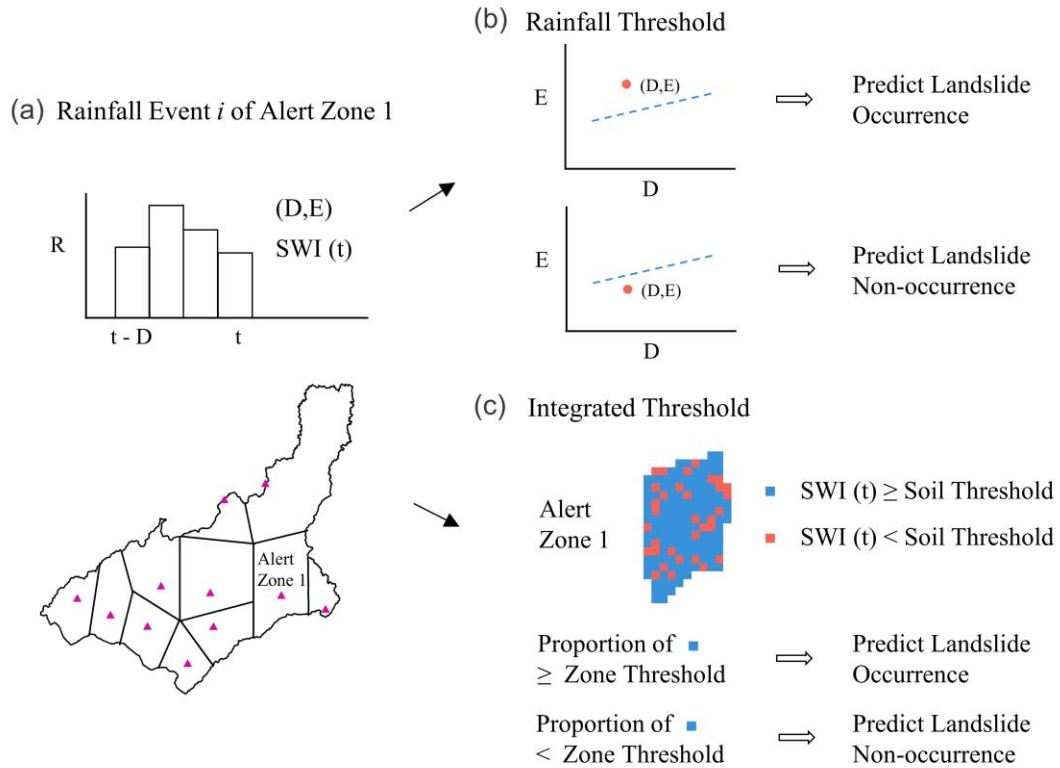 (a) Rainfall Event i of Alert Zone 1
R
(D,E)
SWI (t)
t - D
t
Alert
Zone 1
(b) Rainfall Threshold
E
(D,E)
D
⇒ Predict Landslide
Occurrence
E
(D,E)
D
⇒ Predict Landslide
Non-occurrence
(c) Integrated Threshold
Alert
Zone 1
SWI (t) ≥ Soil Threshold
SWI (t) < Soil Threshold
Proportion of
≥ Zone Threshold
⇒ Predict Landslide
Occurrence
Proportion of
< Zone Threshold
⇒ Predict Landslide
Non-occurrence